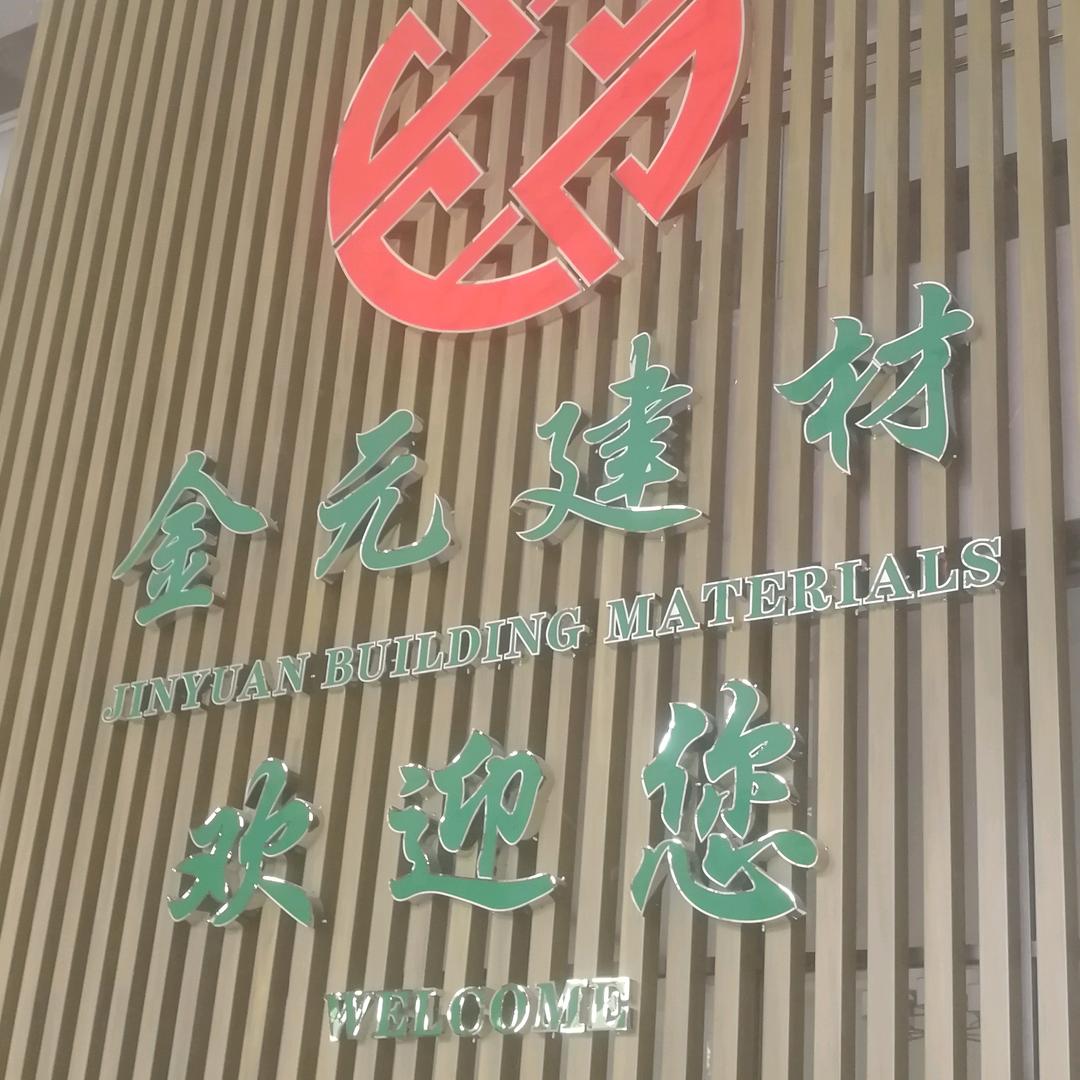 金元建材
JINYUAN BUILDING MATERIALS
欢迎您
WELCOME